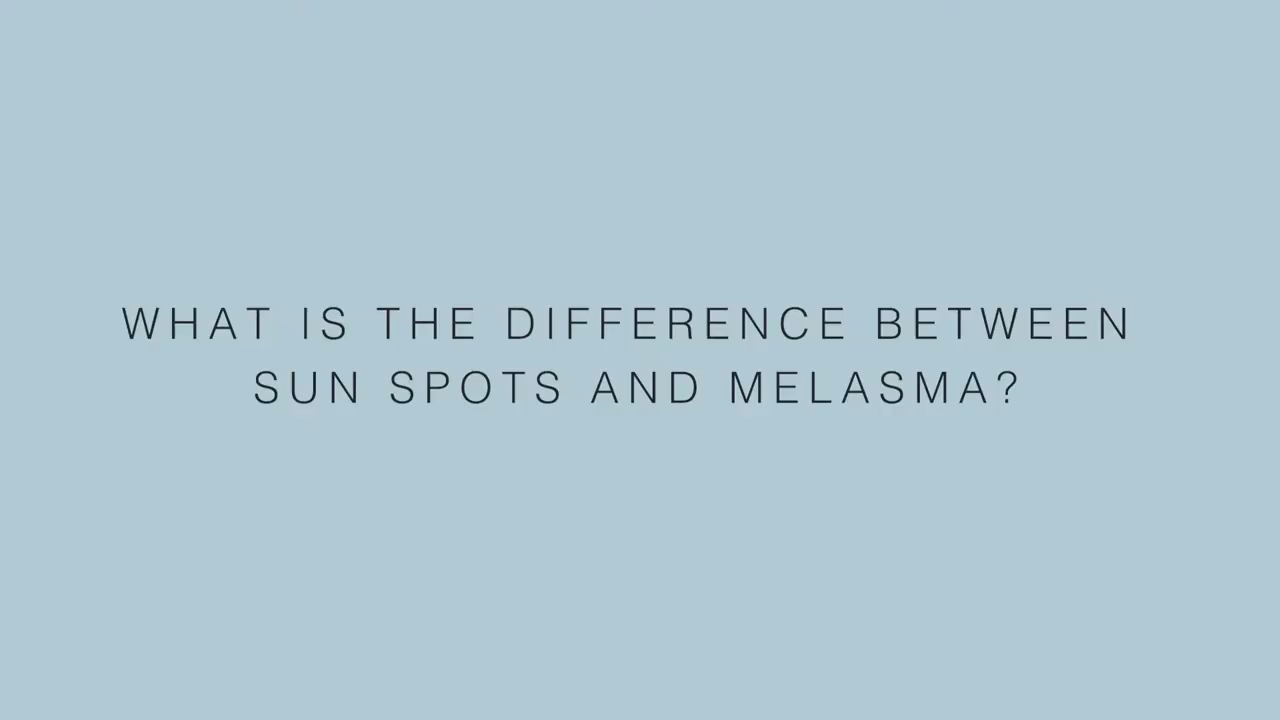 WHAT IS THE DIFFERENCE BETWEEN
SUN SPOTS AND MELASMA?